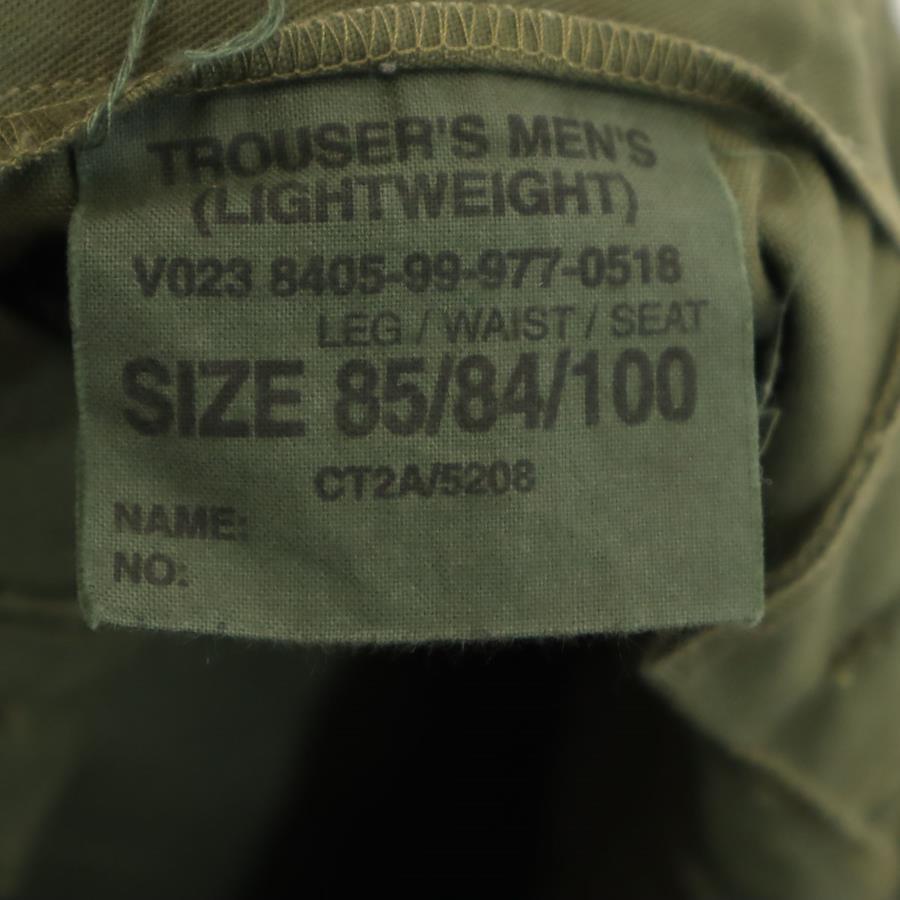 TROUSER'S MEN'S
(LIGHTWEIGHT)
V023 8405-99-977-0518
LEG / WAIST / SEAT
SIZE 85/84/100
CT2A/5208
NAME:
NO: